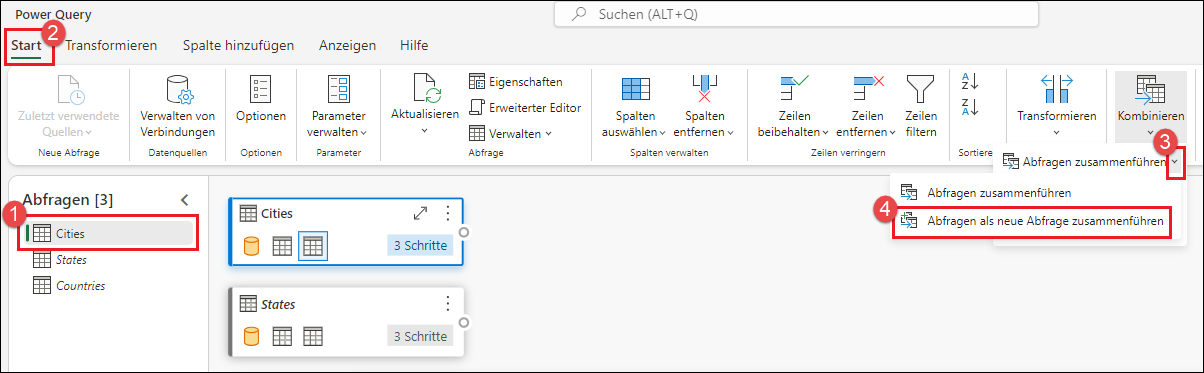 Power Query
Suchen (ALT+Q)
2
Start
Transformieren
Spalte hinzufügen
Anzeigen
Hilfe
Zuletzt verwendete
Quellen
Neue Abfrage
Verwalten von
Verbindungen
Datenquellen
Optionen
Optionen
Parameter
verwalten
Parameter
Aktualisieren
Eigenschaften
Erweiterter Editor
Verwalten
Abfrage
Spalten
auswählen
Spalten
entfernen
Spalten verwalten
Zeilen
beibehalten
Zeilen
entfernen
Zeilen
filtern
Zeilen verringern
A
Z
Z
A
Sortiere
Transformieren
Kombinieren
3
Abfragen zusammenführen
Abfragen zusammenführen
4
Abfragen als neue Abfrage zusammenführen
Abfragen [3]
1
Cities
States
Countries
Cities
3 Schritte
States
3 Schritte